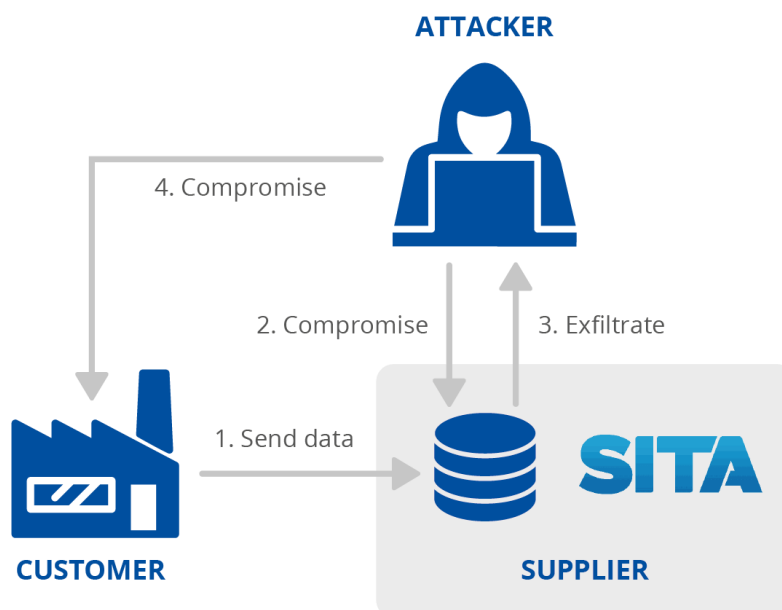 ATTACKER
4. Compromise
2. Compromise
3. Exfiltrate
1. Send data
SITA
CUSTOMER
SUPPLIER